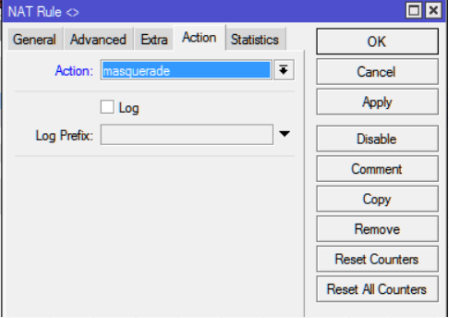 NAT Rule <>
General Advanced Extra Action Statistics
Action: masquerade
Log
Log Prefix:
OK
Cancel
Apply
Disable
Comment
Copy
Remove
Reset Counters
Reset All Counters